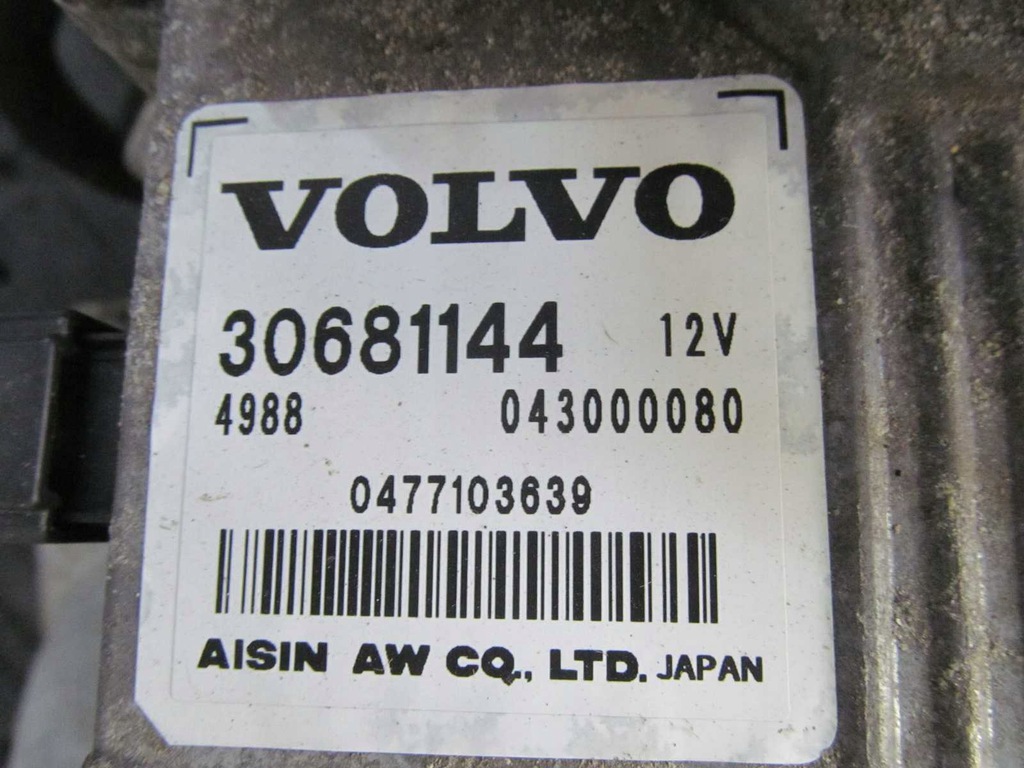 VOLVO
30681144 12V
4988 043000080
0477103639
AISIN AW CO., LTD. JAPAN